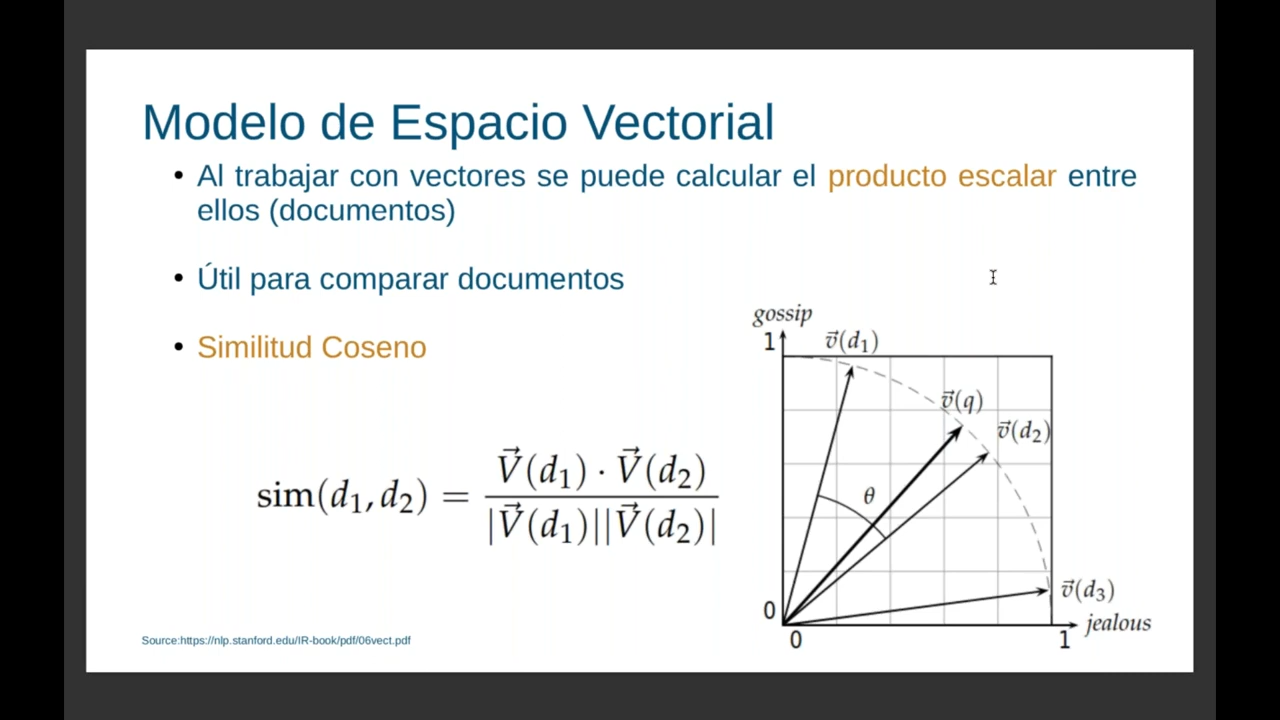 Modelo de Espacio Vectorial
• Al trabajar con vectores se puede calcular el producto escalar entre
ellos (documentos)
• Útil para comparar documentos
• Similitud Coseno
sim(d₁, d₂) = V⃗(d₁) · V⃗(d₂) / |V⃗(d₁)||V⃗(d₂)|
gossip
1
v⃗(d₁)
v⃗(q)
v⃗(d₂)
θ
v⃗(d₃)
0
jealous
0
1
Source:https://nlp.stanford.edu/IR-book/pdf/06vect.pdf